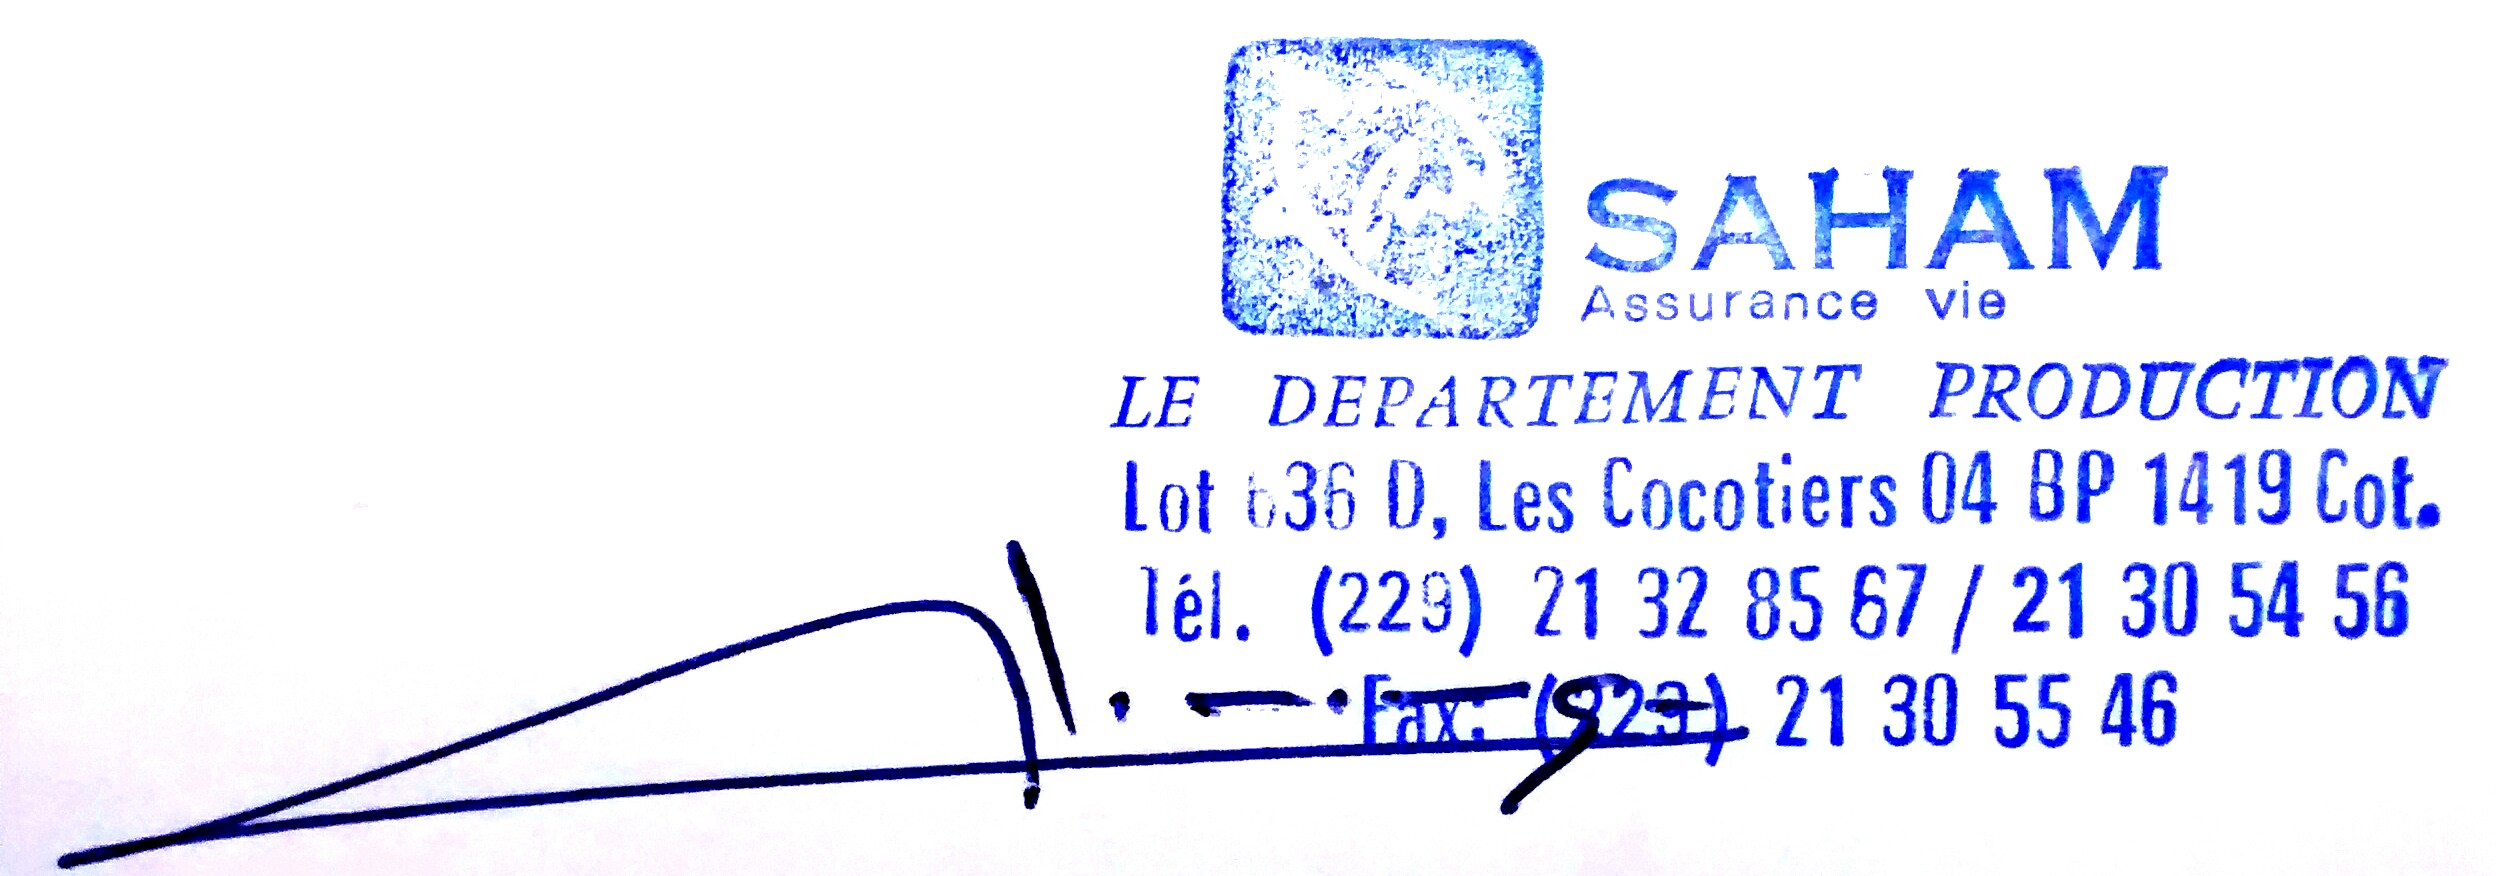 SAHAM
Assurance vie
LE DEPARTEMENT PRODUCTION
Lot 636 D, Les Cocotiers 04 BP 1419 Cot.
Tél. (229) 21 32 85 67 / 21 30 54 56
Fax: (229) 21 30 55 46